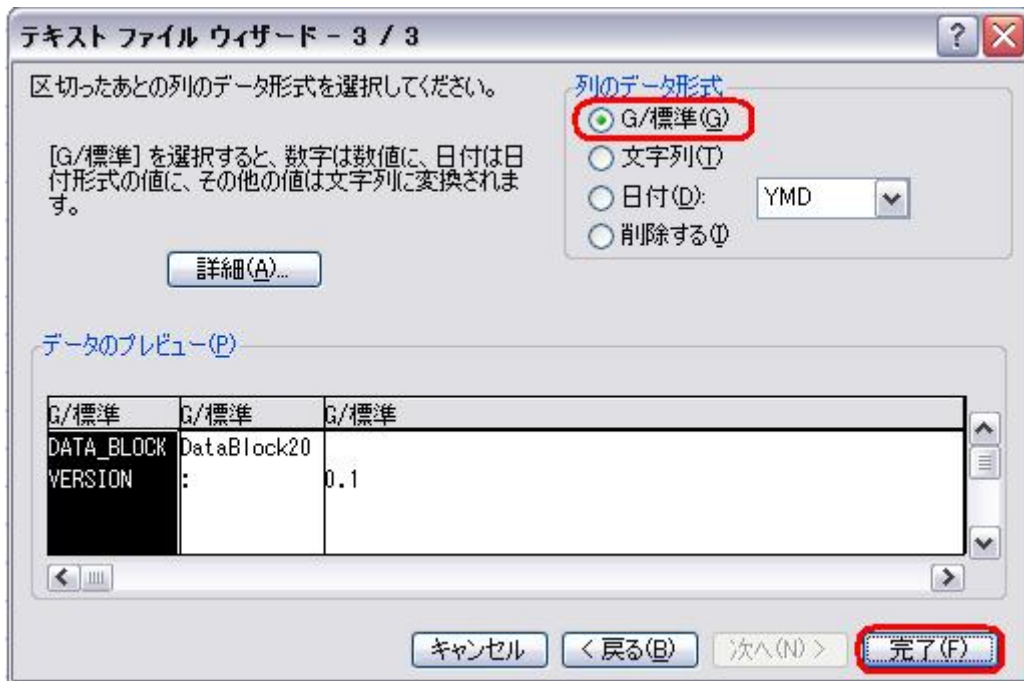 テキスト ファイル ウィザード - 3 / 3
区切ったあとの列のデータ形式を選択してください。
[G/標準] を選択すると、数字は数値に、日付は日
付形式の値に、その他の値は文字列に変換されま
す。
詳細(A)...
列のデータ形式
G/標準(G)
文字列(T)
日付(D): YMD
削除する(I)
データのプレビュー(P)
G/標準 G/標準 G/標準
DATA_BLOCK DataBlock20
VERSION : 0.1
キャンセル < 戻る(B) 次へ(N) > 完了(F)